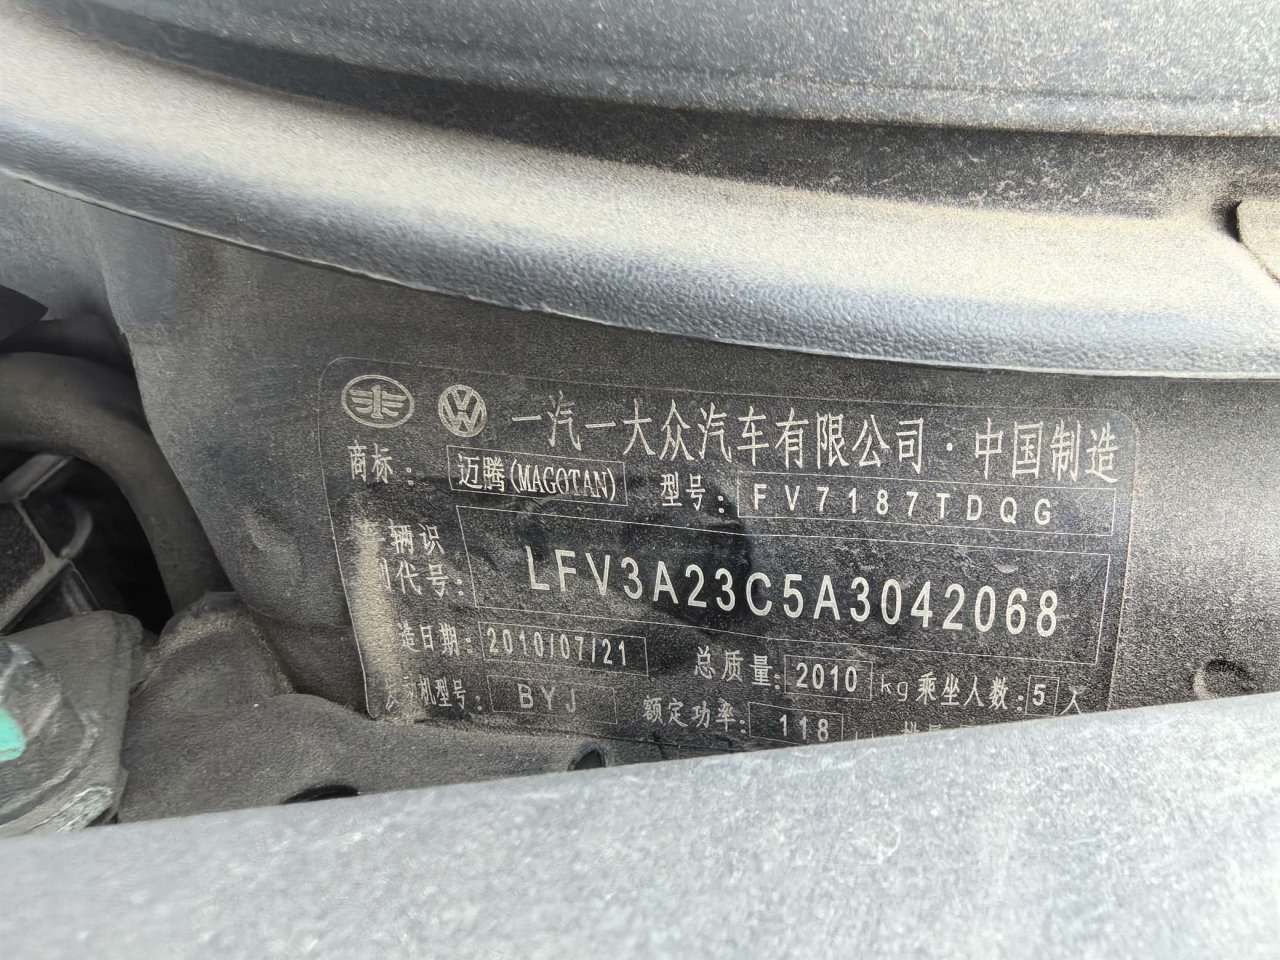 一汽一大众汽车有限公司·中国制造
商标: 迈腾(MAGOTAN) 型号: FV7187TDQG
辆识
代号: LFV3A23C5A3042068
造日期: 2010/07/21 总质量: 2010 kg 乘坐人数: 5 人
机型号: BYJ 额定功率: 118